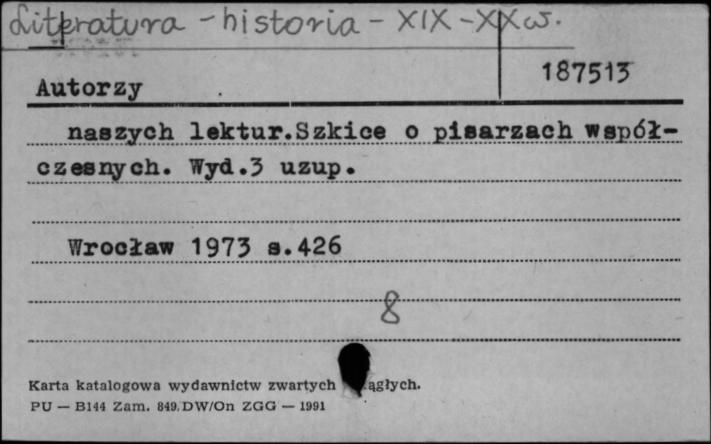 Literatura - historia - XIX - XX w.
187513
Autorzy
naszych lektur.Szkice o pisarzach współ-
czesnych. Wyd.3 uzup.
Wrocław 1973 s.426
8
Karta katalogowa wydawnictw zwartych ągłych.
PU — B144 Zam. 849. DW/On ZGG — 1991